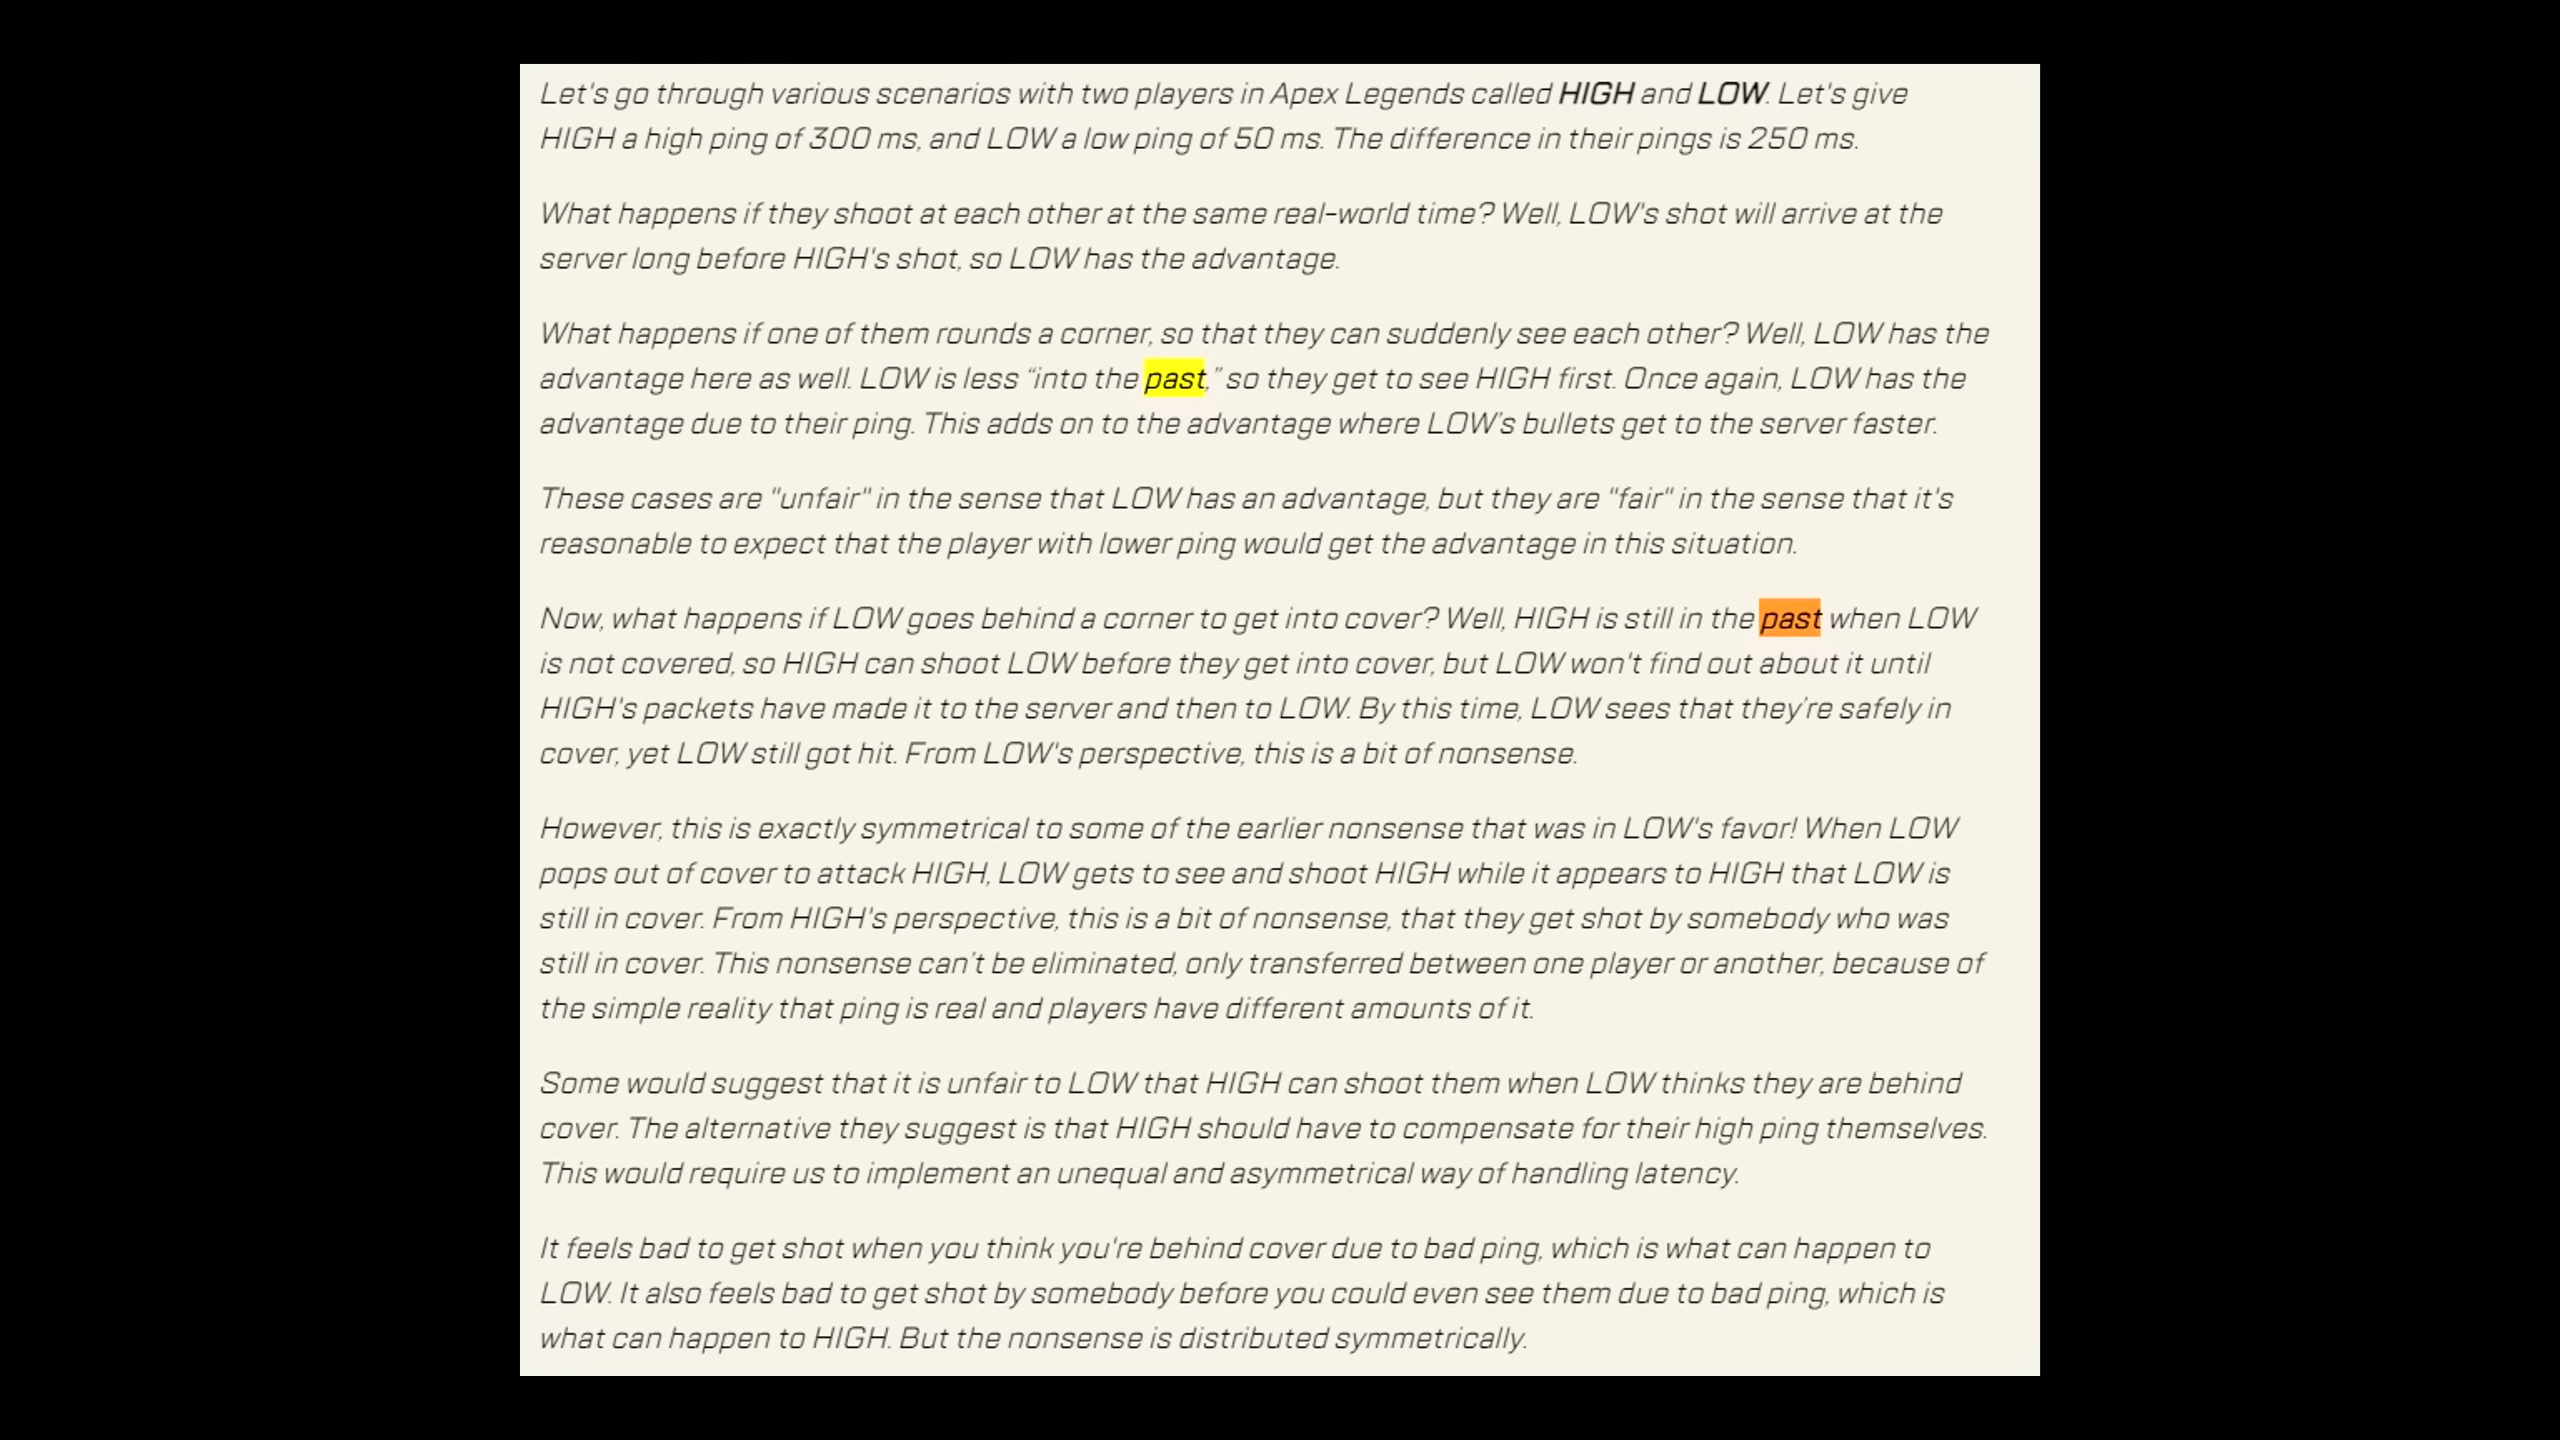 Let's go through various scenarios with two players in Apex Legends called HIGH and LOW. Let's give
HIGH a high ping of 300 ms, and LOW a low ping of 50 ms. The difference in their pings is 250 ms.
What happens if they shoot at each other at the same real-world time? Well, LOW's shot will arrive at the
server long before HIGH's shot, so LOW has the advantage.
What happens if one of them rounds a corner, so that they can suddenly see each other? Well, LOW has the
advantage here as well. LOW is less “into the past,” so they get to see HIGH first. Once again, LOW has the
advantage due to their ping. This adds on to the advantage where LOW's bullets get to the server faster.
These cases are "unfair" in the sense that LOW has an advantage, but they are "fair" in the sense that it's
reasonable to expect that the player with lower ping would get the advantage in this situation.
Now, what happens if LOW goes behind a corner to get into cover? Well, HIGH is still in the past when LOW
is not covered, so HIGH can shoot LOW before they get into cover, but LOW won't find out about it until
HIGH's packets have made it to the server and then to LOW. By this time, LOW sees that they’re safely in
cover, yet LOW still got hit. From LOW's perspective, this is a bit of nonsense.
However, this is exactly symmetrical to some of the earlier nonsense that was in LOW's favor! When LOW
pops out of cover to attack HIGH, LOW gets to see and shoot HIGH while it appears to HIGH that LOW is
still in cover. From HIGH's perspective, this is a bit of nonsense, that they get shot by somebody who was
still in cover. This nonsense can’t be eliminated, only transferred between one player or another, because of
the simple reality that ping is real and players have different amounts of it.
Some would suggest that it is unfair to LOW that HIGH can shoot them when LOW thinks they are behind
cover. The alternative they suggest is that HIGH should have to compensate for their high ping themselves.
This would require us to implement an unequal and asymmetrical way of handling latency.
It feels bad to get shot when you think you're behind cover due to bad ping, which is what can happen to
LOW. It also feels bad to get shot by somebody before you could even see them due to bad ping, which is
what can happen to HIGH. But the nonsense is distributed symmetrically.